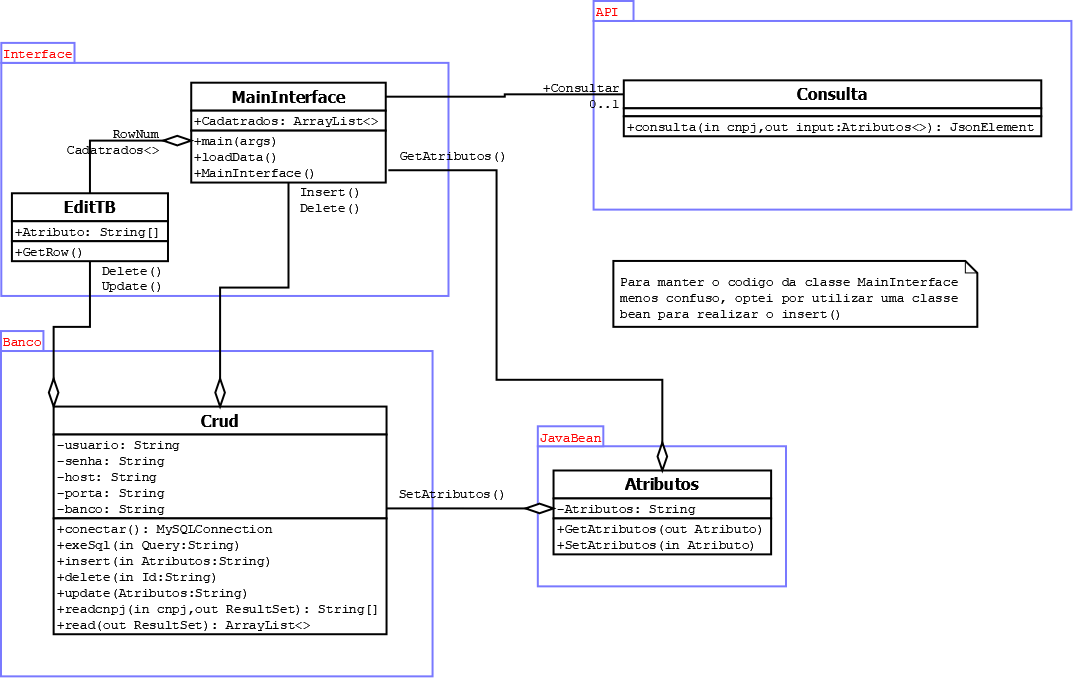 API
Interface
MainInterface
+Cadatrados: ArrayList<>
+main(args)
+loadData()
+MainInterface()
+Consultar
0..1
Consulta
+consulta(in cnpj,out input:Atributos<>): JsonElement
RowNum
Cadatrados<>
GetAtributos()
Insert()
Delete()
EditTB
+Atributo: String[]
+GetRow()
Delete()
Update()
Para manter o codigo da classe MainInterface
menos confuso, optei por utilizar uma classe
bean para realizar o insert()
Banco
Crud
-usuario: String
-senha: String
-host: String
-porta: String
-banco: String
+conectar(): MySQLConnection
+exeSql(in Query:String)
+insert(in Atributos:String)
+delete(in Id:String)
+update(Atributos:String)
+readcnpj(in cnpj,out ResultSet): String[]
+read(out ResultSet): ArrayList<>
SetAtributos()
JavaBean
Atributos
-Atributos: String
+GetAtributos(out Atributo)
+SetAtributos(in Atributo)